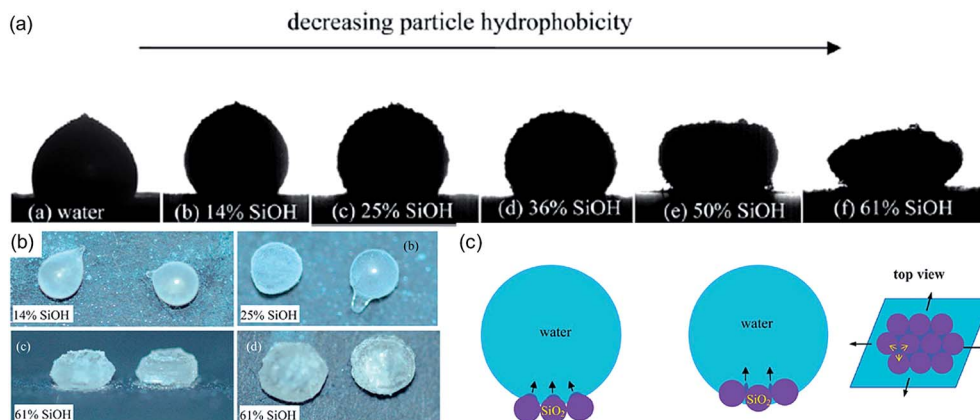 (a)
decreasing particle hydrophobicity
(a) water
(b) 14% SiOH
(c) 25% SiOH
(d) 36% SiOH
(e) 50% SiOH
(f) 61% SiOH
(b)
14% SiOH
(b)
25% SiOH
(c)
61% SiOH
(d)
61% SiOH
(c)
water
SiO₂
water
SiO₂
top view